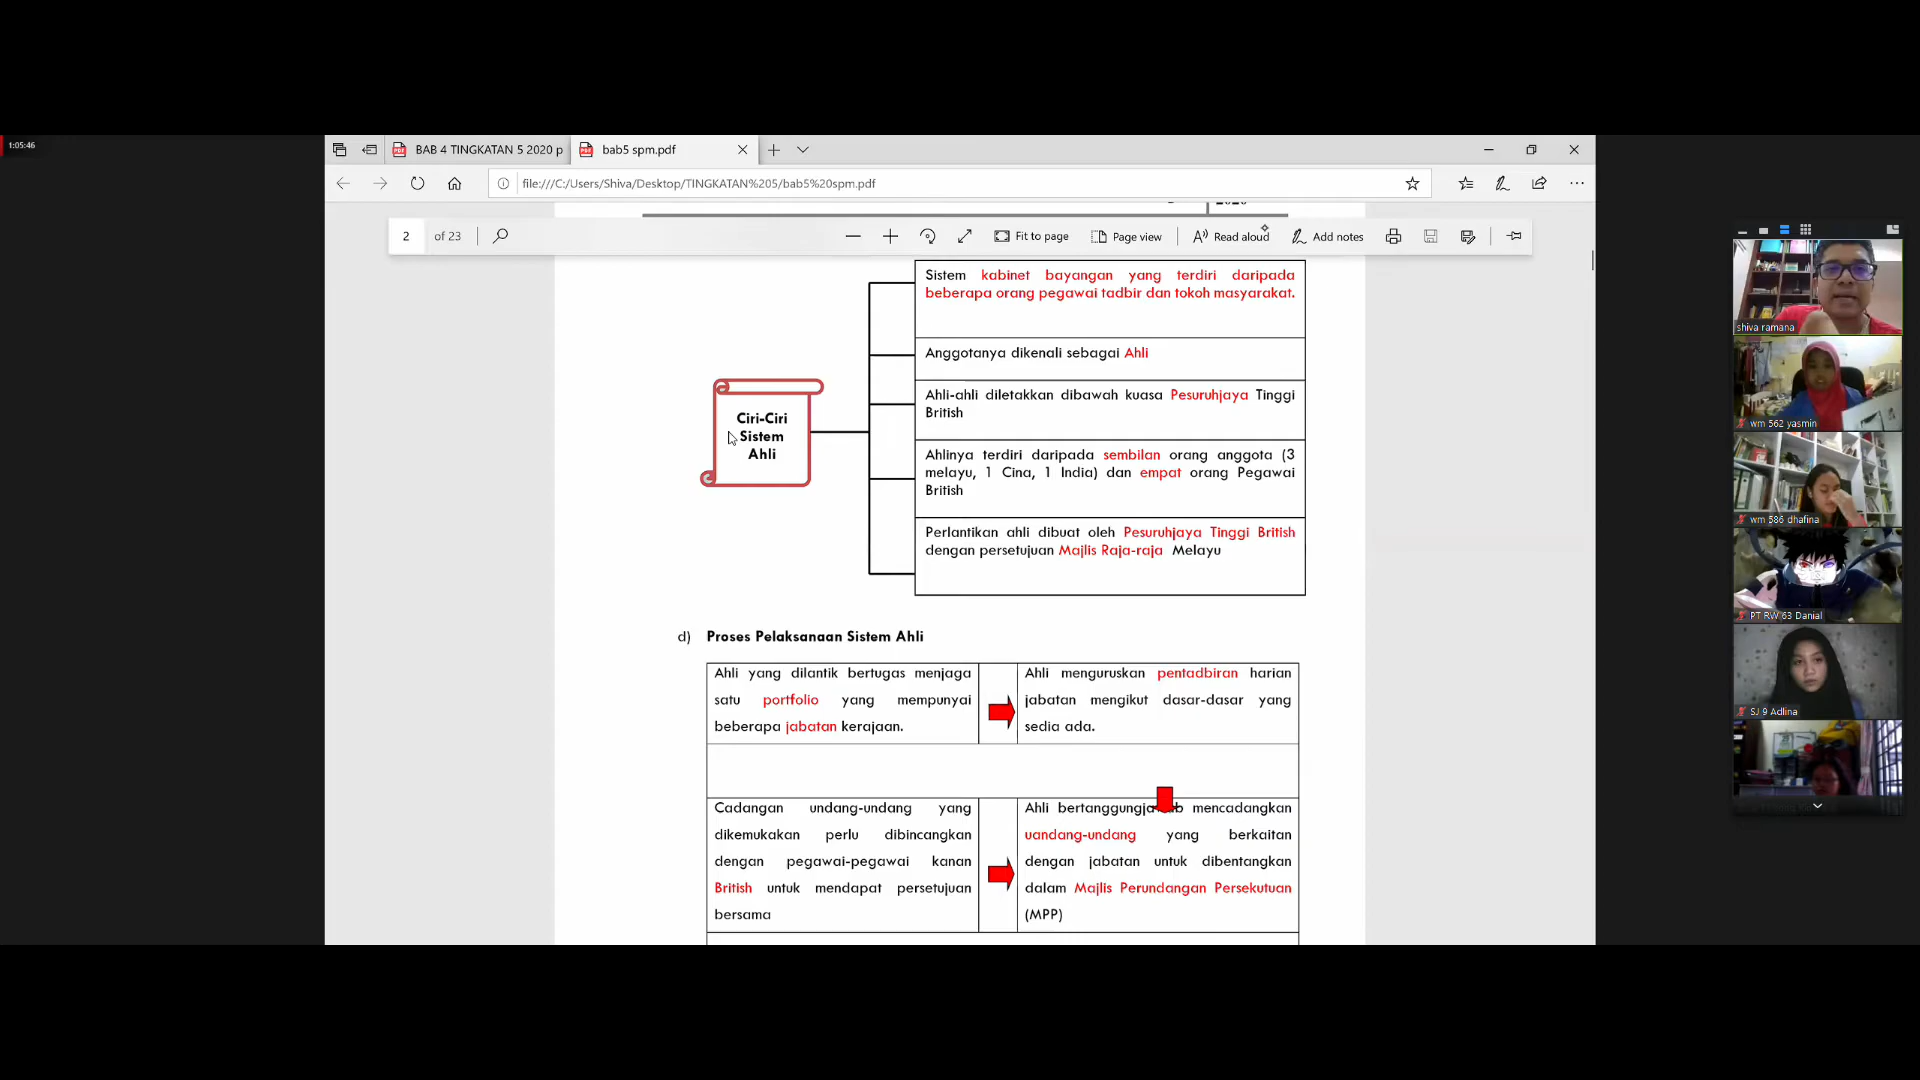 1:05:46
BAB 4 TINGKATAN 5 2020 p
bab5 spm.pdf
file:///C:/Users/Shiva/Desktop/TINGKATAN%205/bab5%20spm.pdf
2 of 23
Fit to page
Page view
Read aloud
Add notes
Sistem kabinet bayangan yang terdiri daripada
beberapa orang pegawai tadbir dan tokoh masyarakat.
Anggotanya dikenali sebagai Ahli
Ahli-ahli diletakkan dibawah kuasa Pesuruhjaya Tinggi
British
Ciri-Ciri
Sistem
Ahli
Ahlinya terdiri daripada sembilan orang anggota (3
melayu, 1 Cina, 1 India) dan empat orang Pegawai
British
Perlantikan ahli dibuat oleh Pesuruhjaya Tinggi British
dengan persetujuan Majlis Raja-raja Melayu
d) Proses Pelaksanaan Sistem Ahli
Ahli yang dilantik bertugas menjaga
satu portfolio yang mempunyai
beberapa jabatan kerajaan.
Ahli menguruskan pentadbiran harian
jabatan mengikut dasar-dasar yang
sedia ada.
Cadangan undang-undang yang
dikemukakan perlu dibincangkan
dengan pegawai-pegawai kanan
British untuk mendapat persetujuan
bersama
Ahli mencadangkan
uandang-undang yang berkaitan
dengan jabatan untuk dibentangkan
dalam Majlis Perundangan Persekutuan
(MPP)
shiva ramana
wm 562 yasmin
wm 586 dhafina
PT RW 63 Danial
SJ 9 Adlina